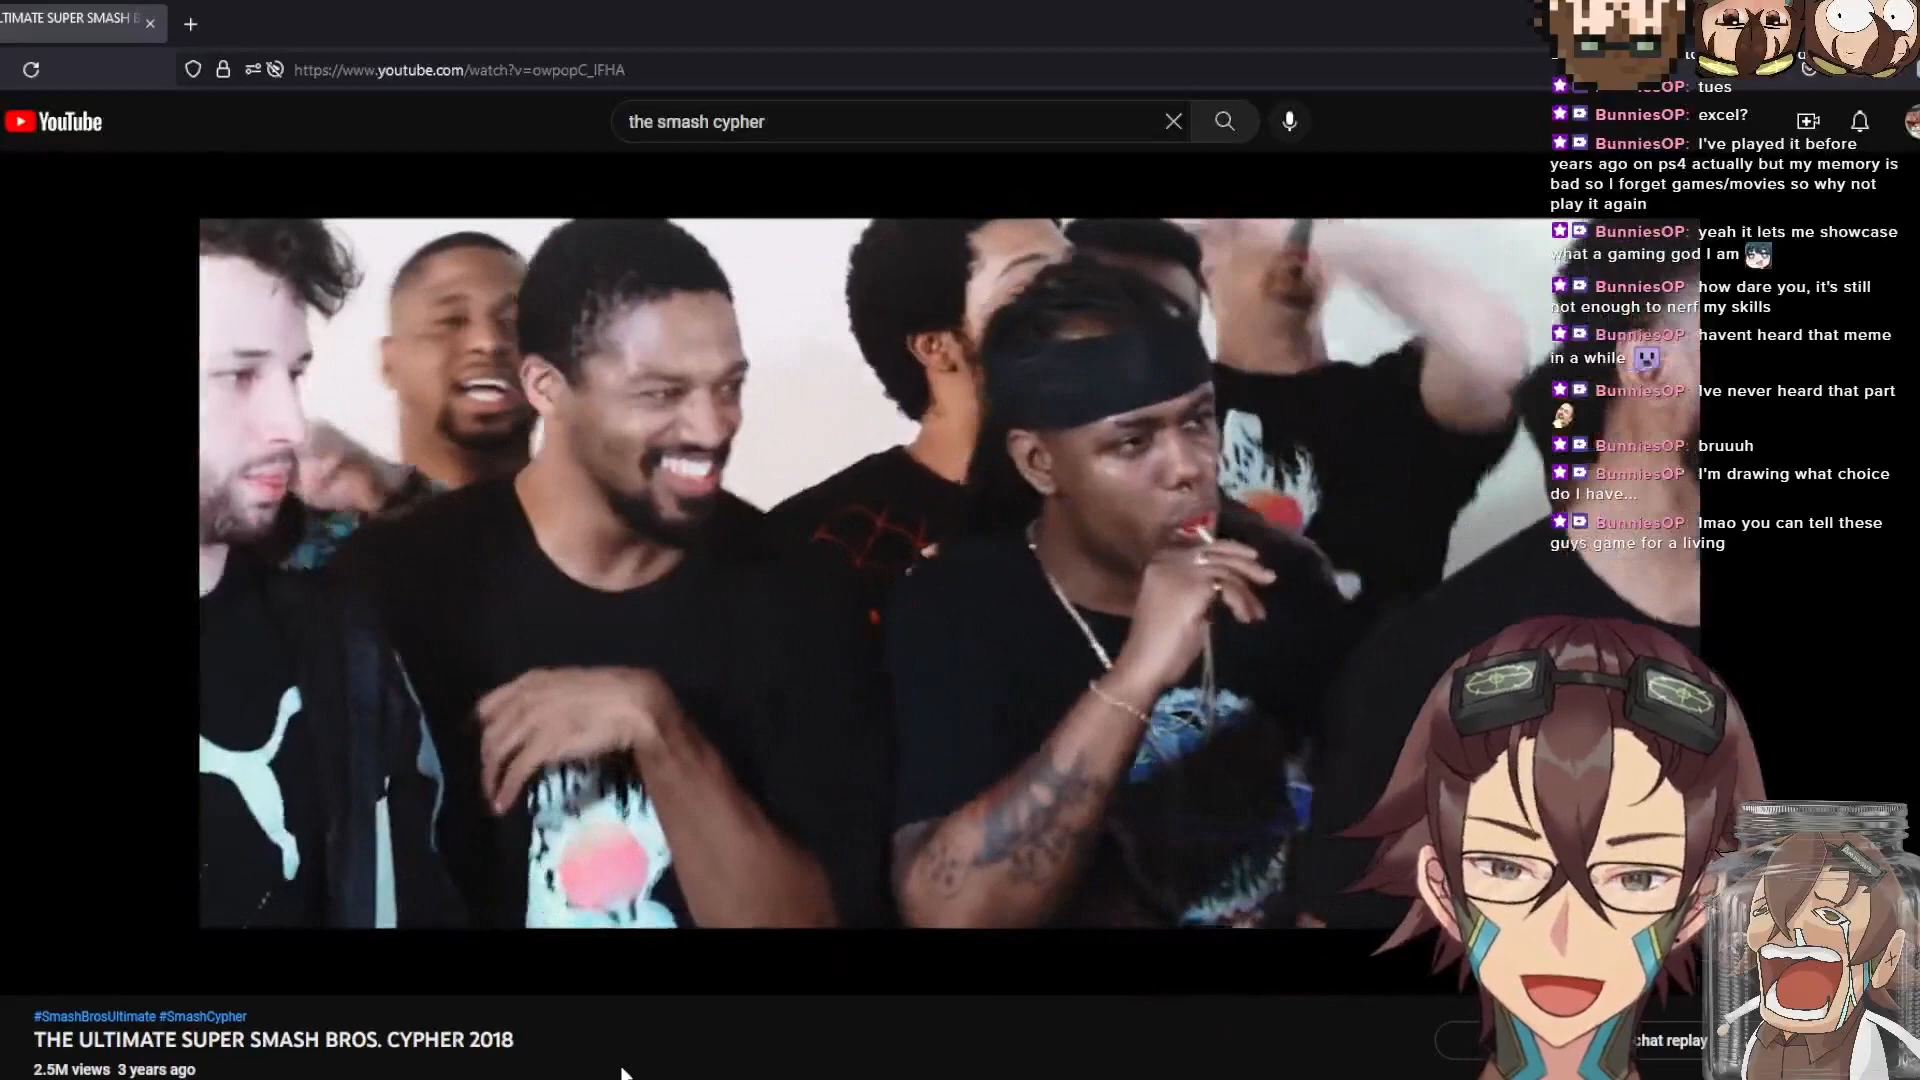 LTIMATE SUPER SMASH B
https://www.youtube.com/watch?v=owpopC_lFHA
YouTube
the smash cypher
OP: tues
BunniesOP: excel?
BunniesOP: I've played it before
years ago on ps4 actually but my memory is
bad so I forget games/movies so why not
play it again
BunniesOP: yeah it lets me showcase
what a gaming god I am
BunniesOP: how dare you, it's still
not enough to nerf my skills
BunniesOP: havent heard that meme
in a while
BunniesOP: Ive never heard that part
BunniesOP: bruuuh
BunniesOP: I'm drawing what choice
do I have...
BunniesOP: lmao you can tell these
guys game for a living
#SmashBrosUltimate #SmashCypher
THE ULTIMATE SUPER SMASH BROS. CYPHER 2018
2.5M views 3 years ago
chat replay